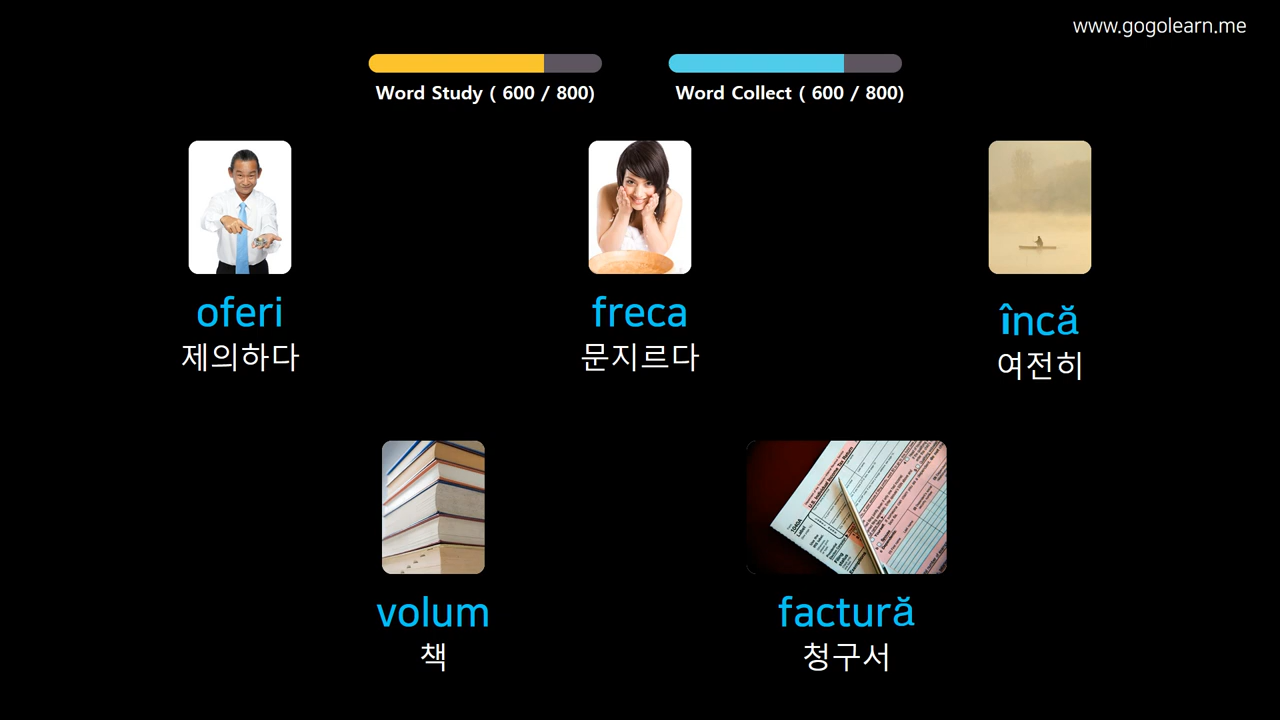 www.gogolearn.me
Word Study ( 600 / 800)
Word Collect ( 600 / 800)
oferi
제의하다
freca
문지르다
încă
여전히
volum
책
factură
청구서